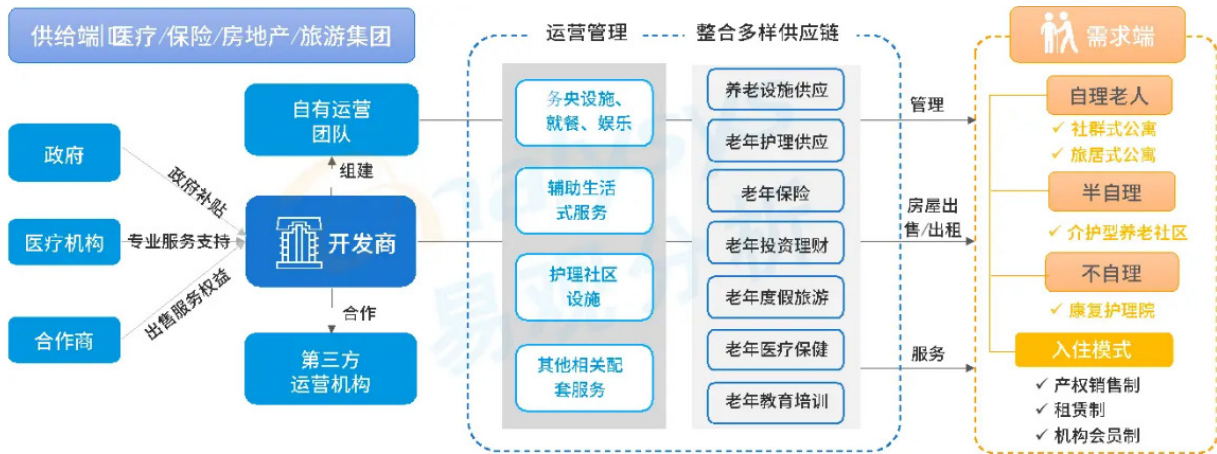 供给端|医疗/保险/房地产/旅游集团
政府
医疗机构
合作商
政府补贴
专业服务支持
出售服务权益
自有运营
团队
组建
开发商
合作
第三方
运营机构
运营管理
务央设施、
就餐、娱乐
辅助生活
式服务
护理社区
设施
其他相关配
套服务
整合多样供应链
养老设施供应
老年护理供应
老年保险
老年投资理财
老年度假旅游
老年医疗保健
老年教育培训
管理
房屋出
售/出租
服务
需求端
自理老人
✓ 社群式公寓
✓ 旅居式公寓
半自理
✓ 介护型养老社区
不自理
✓ 康复护理院
入住模式
✓ 产权销售制
✓ 租赁制
✓ 机构会员制
易观分析